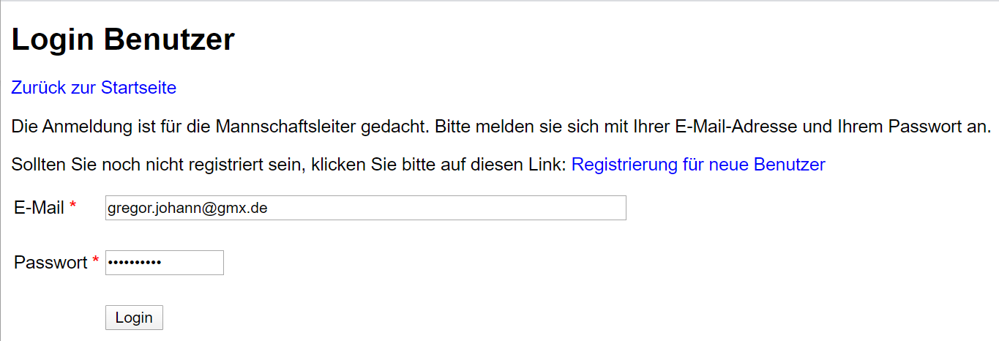 Login Benutzer
Zurück zur Startseite
Die Anmeldung ist für die Mannschaftsleiter gedacht. Bitte melden sie sich mit Ihrer E-Mail-Adresse und Ihrem Passwort an.
Sollten Sie noch nicht registriert sein, klicken Sie bitte auf diesen Link: Registrierung für neue Benutzer
E-Mail * gregor.johann@gmx.de
Passwort * ••••••••••
Login